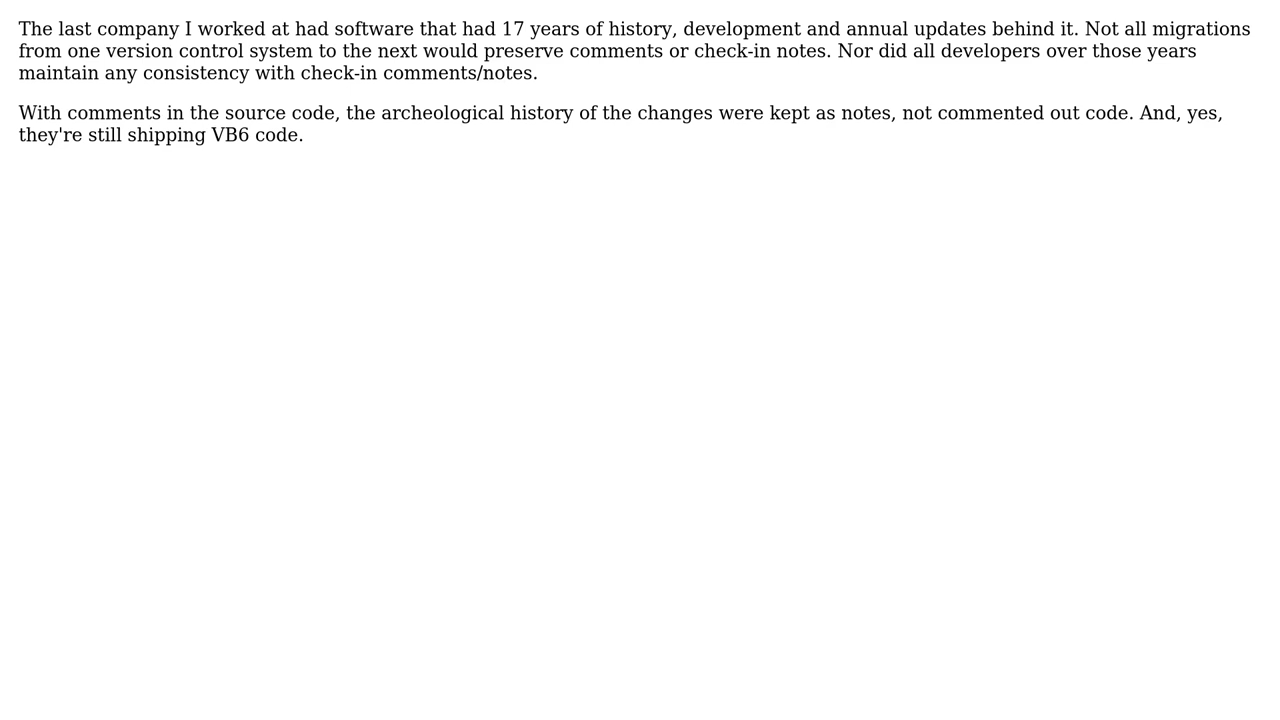 The last company I worked at had software that had 17 years of history, development and annual updates behind it. Not all migrations
from one version control system to the next would preserve comments or check-in notes. Nor did all developers over those years
maintain any consistency with check-in comments/notes.
With comments in the source code, the archeological history of the changes were kept as notes, not commented out code. And, yes,
they're still shipping VB6 code.